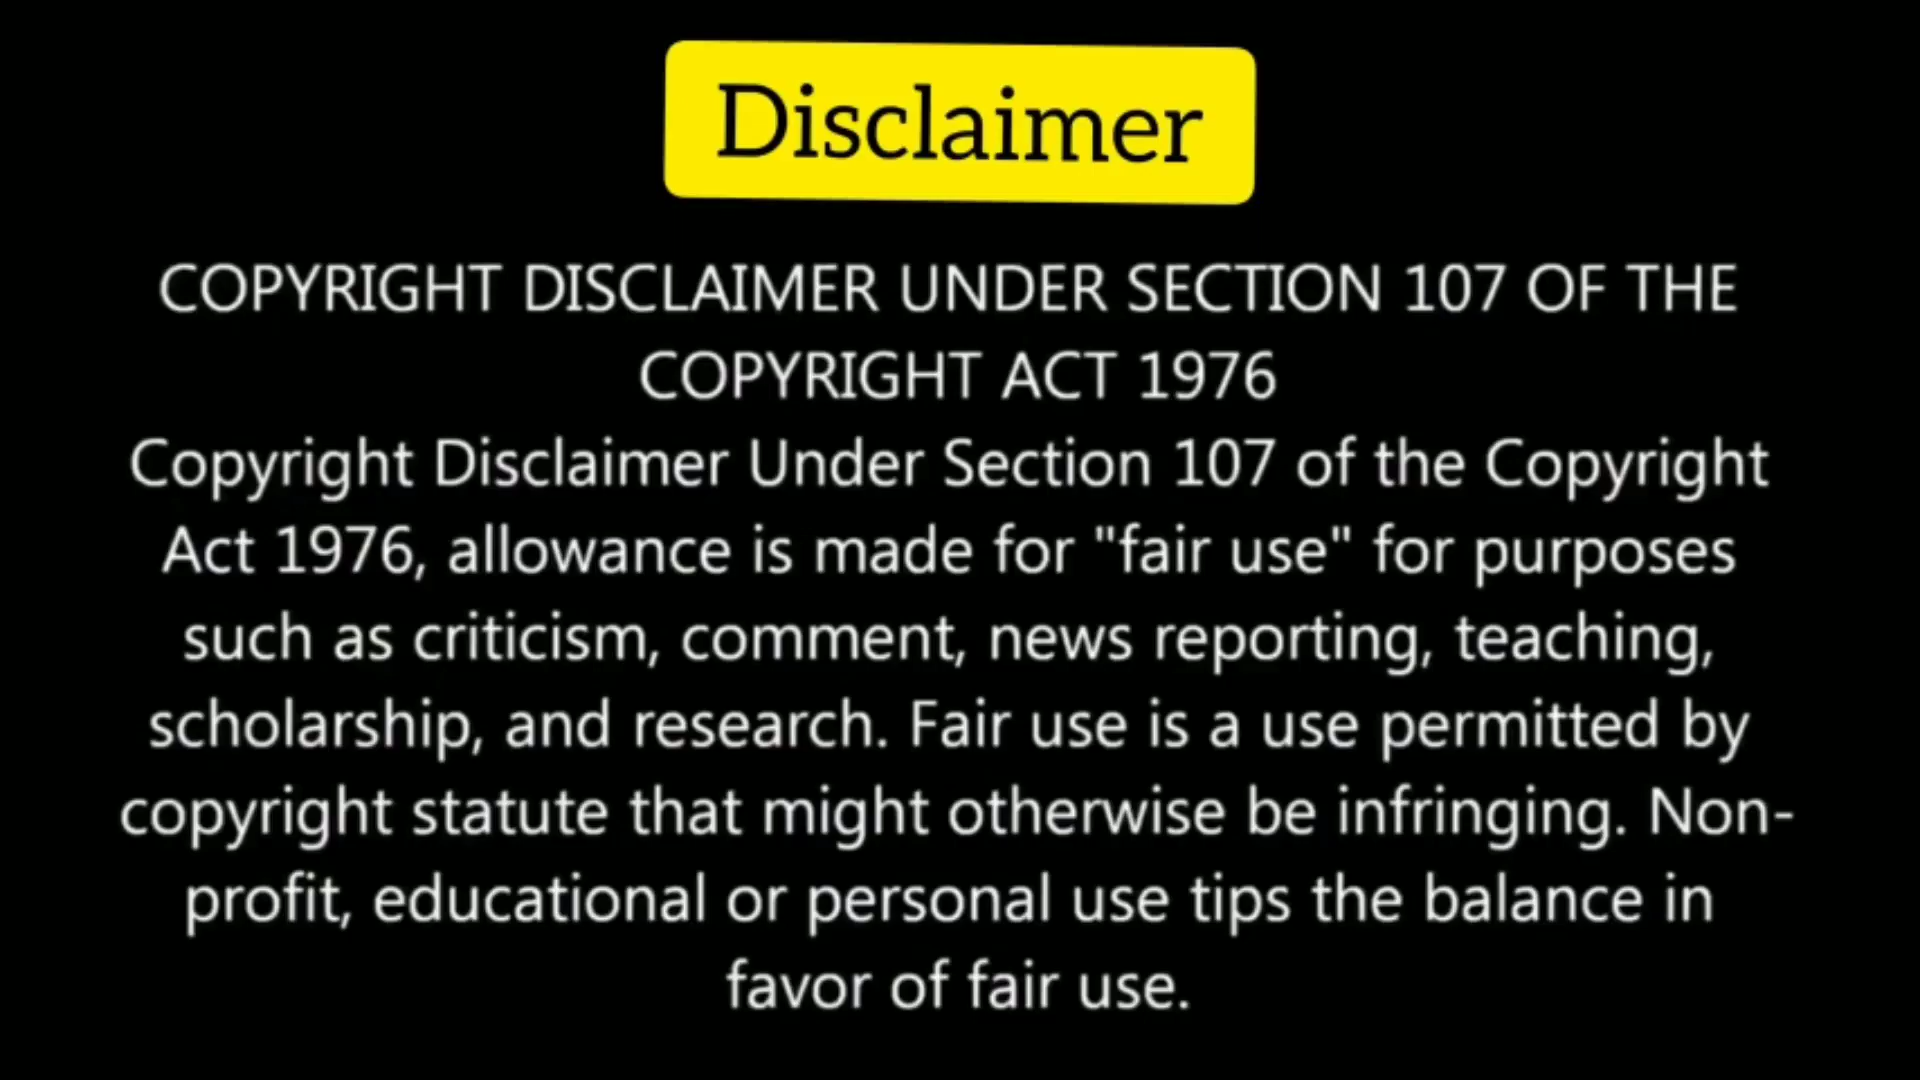 Disclaimer
COPYRIGHT DISCLAIMER UNDER SECTION 107 OF THE
COPYRIGHT ACT 1976
Copyright Disclaimer Under Section 107 of the Copyright
Act 1976, allowance is made for "fair use" for purposes
such as criticism, comment, news reporting, teaching,
scholarship, and research. Fair use is a use permitted by
copyright statute that might otherwise be infringing. Non-
profit, educational or personal use tips the balance in
favor of fair use.